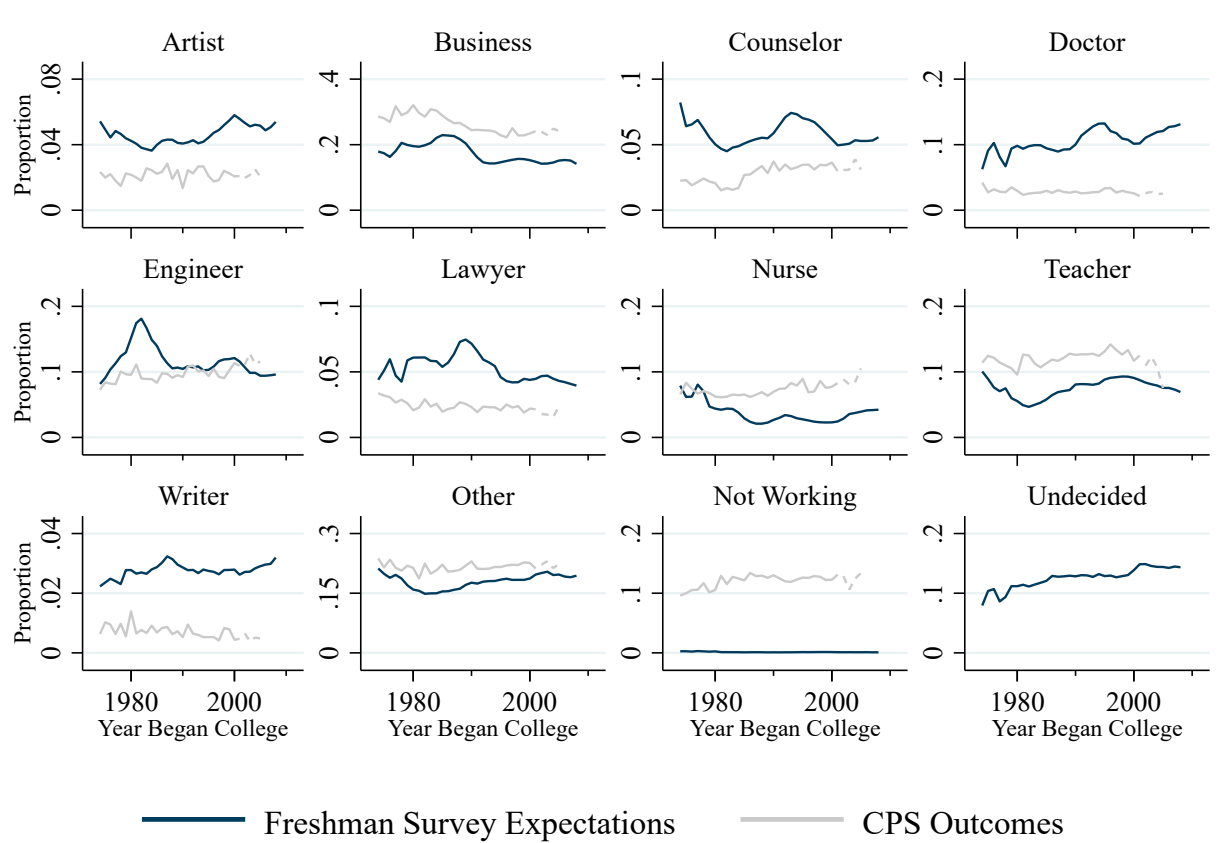 Artist Business Counselor Doctor
Proportion
0 .04 .08
0 .2 .4
0 .05 .1
0 .1 .2
Engineer Lawyer Nurse Teacher
Proportion
0 .1 .2
0 .05 .1
0 .1 .2
0 .1 .2
Writer Other Not Working Undecided
Proportion
0 .02 .04
0 .15 .3
0 .1 .2
0 .1 .2
1980 2000 1980 2000 1980 2000 1980 2000
Year Began College Year Began College Year Began College Year Began College
Freshman Survey Expectations CPS Outcomes